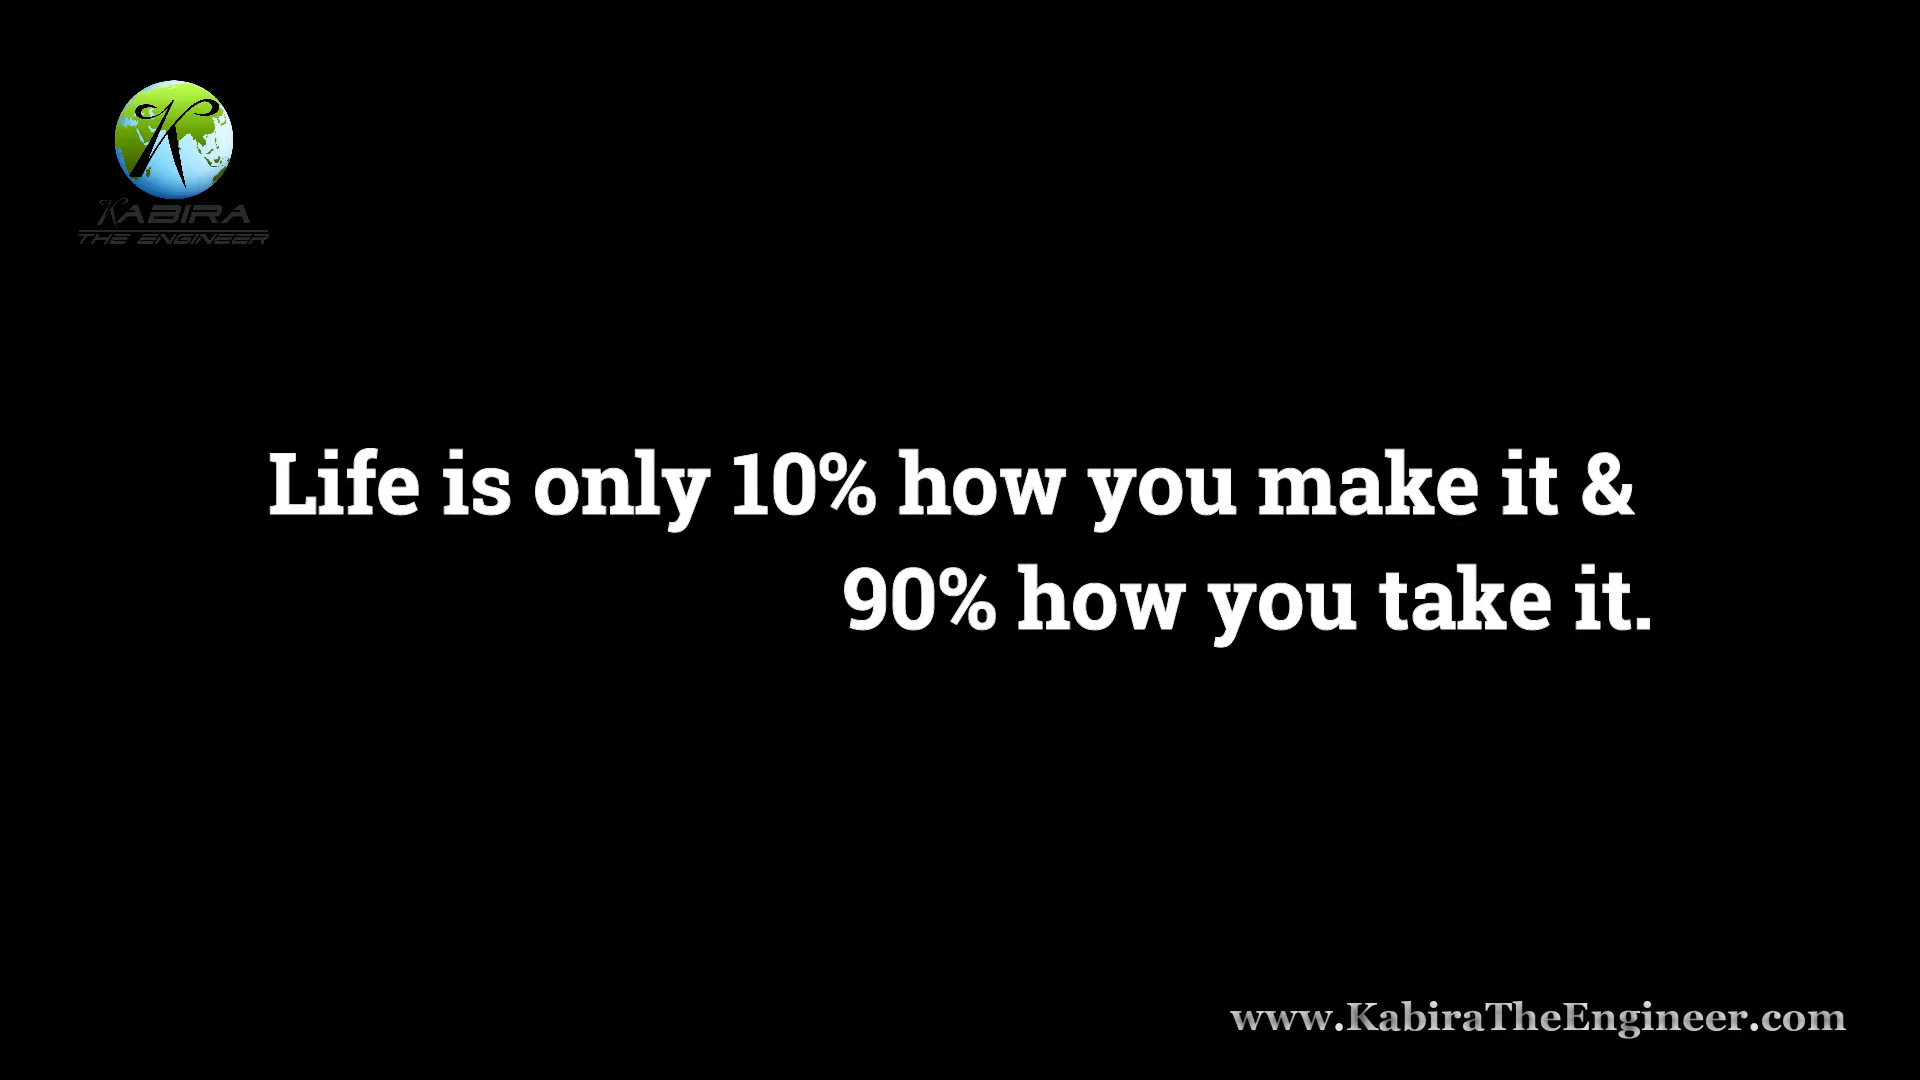 K
KABIRA
THE ENGINEER
Life is only 10% how you make it &
90% how you take it.
www.KabiraTheEngineer.com